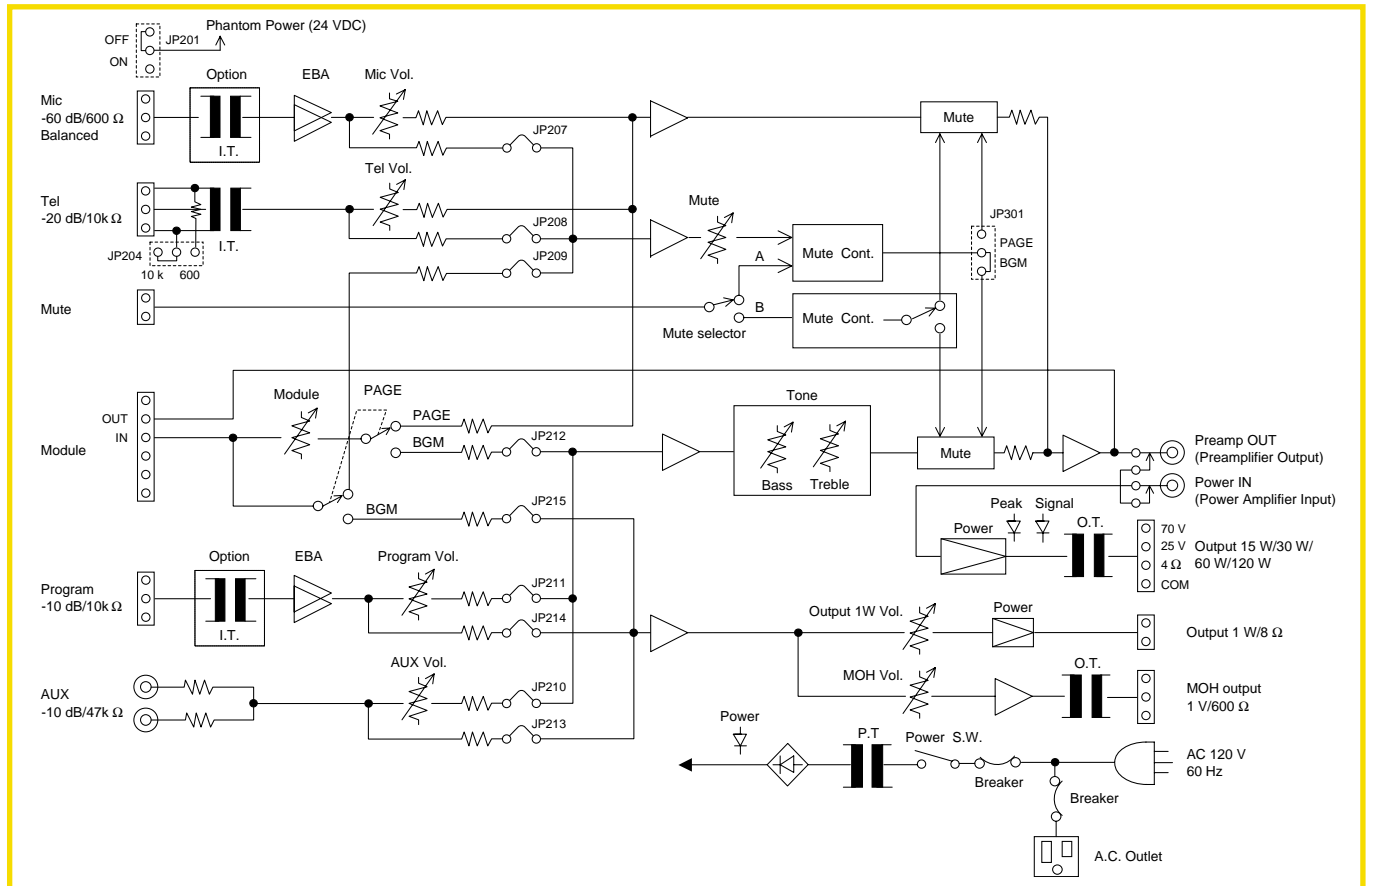 Phantom Power (24 VDC)
OFF
JP201
ON
Option
EBA
Mic Vol.
Mic
-60 dB/600 Ω
Balanced
I.T.
JP207
Mute
Tel Vol.
Tel
-20 dB/10k Ω
I.T.
JP204
10 k 600
JP208
JP209
Mute
A
Mute Cont.
JP301
PAGE
BGM
Mute
Mute selector
B
Mute Cont.
Module
PAGE
Tone
OUT
IN
Module
PAGE
BGM
JP212
Bass
Treble
Mute
Preamp OUT
(Preamplifier Output)
Power IN
(Power Amplifier Input)
BGM
JP215
Peak Signal
Power
O.T.
70 V
25 V
4 Ω
COM
Output 15 W/30 W/
60 W/120 W
Option
EBA
Program Vol.
Program
-10 dB/10k Ω
I.T.
JP211
JP214
Output 1W Vol.
Power
Output 1 W/8 Ω
AUX Vol.
AUX
-10 dB/47k Ω
JP210
JP213
MOH Vol.
O.T.
MOH output
1 V/600 Ω
Power
P.T
Power S.W.
Breaker
AC 120 V
60 Hz
Breaker
A.C. Outlet